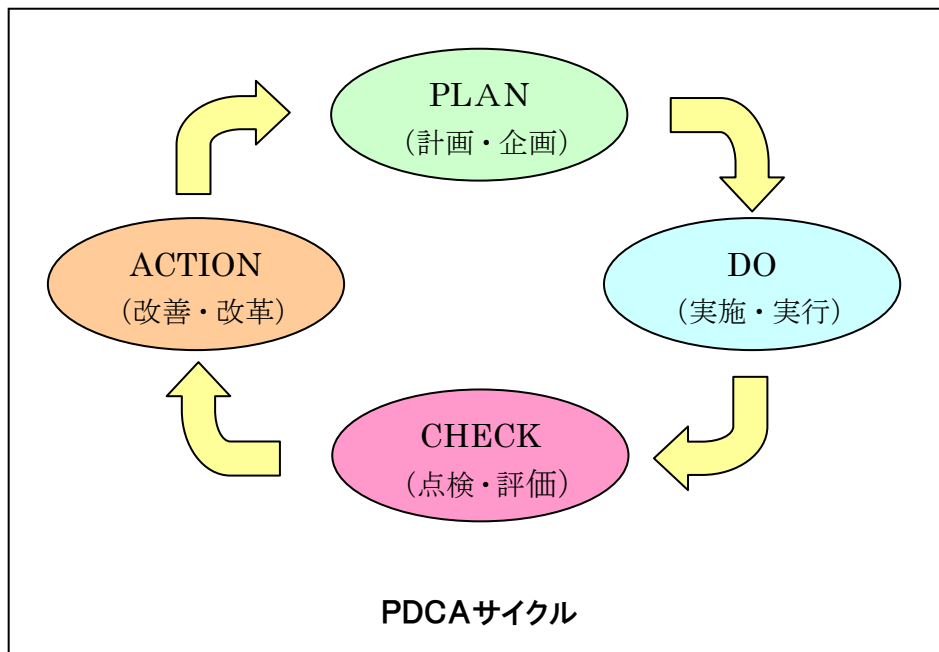 PLAN
（計画・企画）
DO
（実施・実行）
CHECK
（点検・評価）
ACTION
（改善・改革）
PDCAサイクル